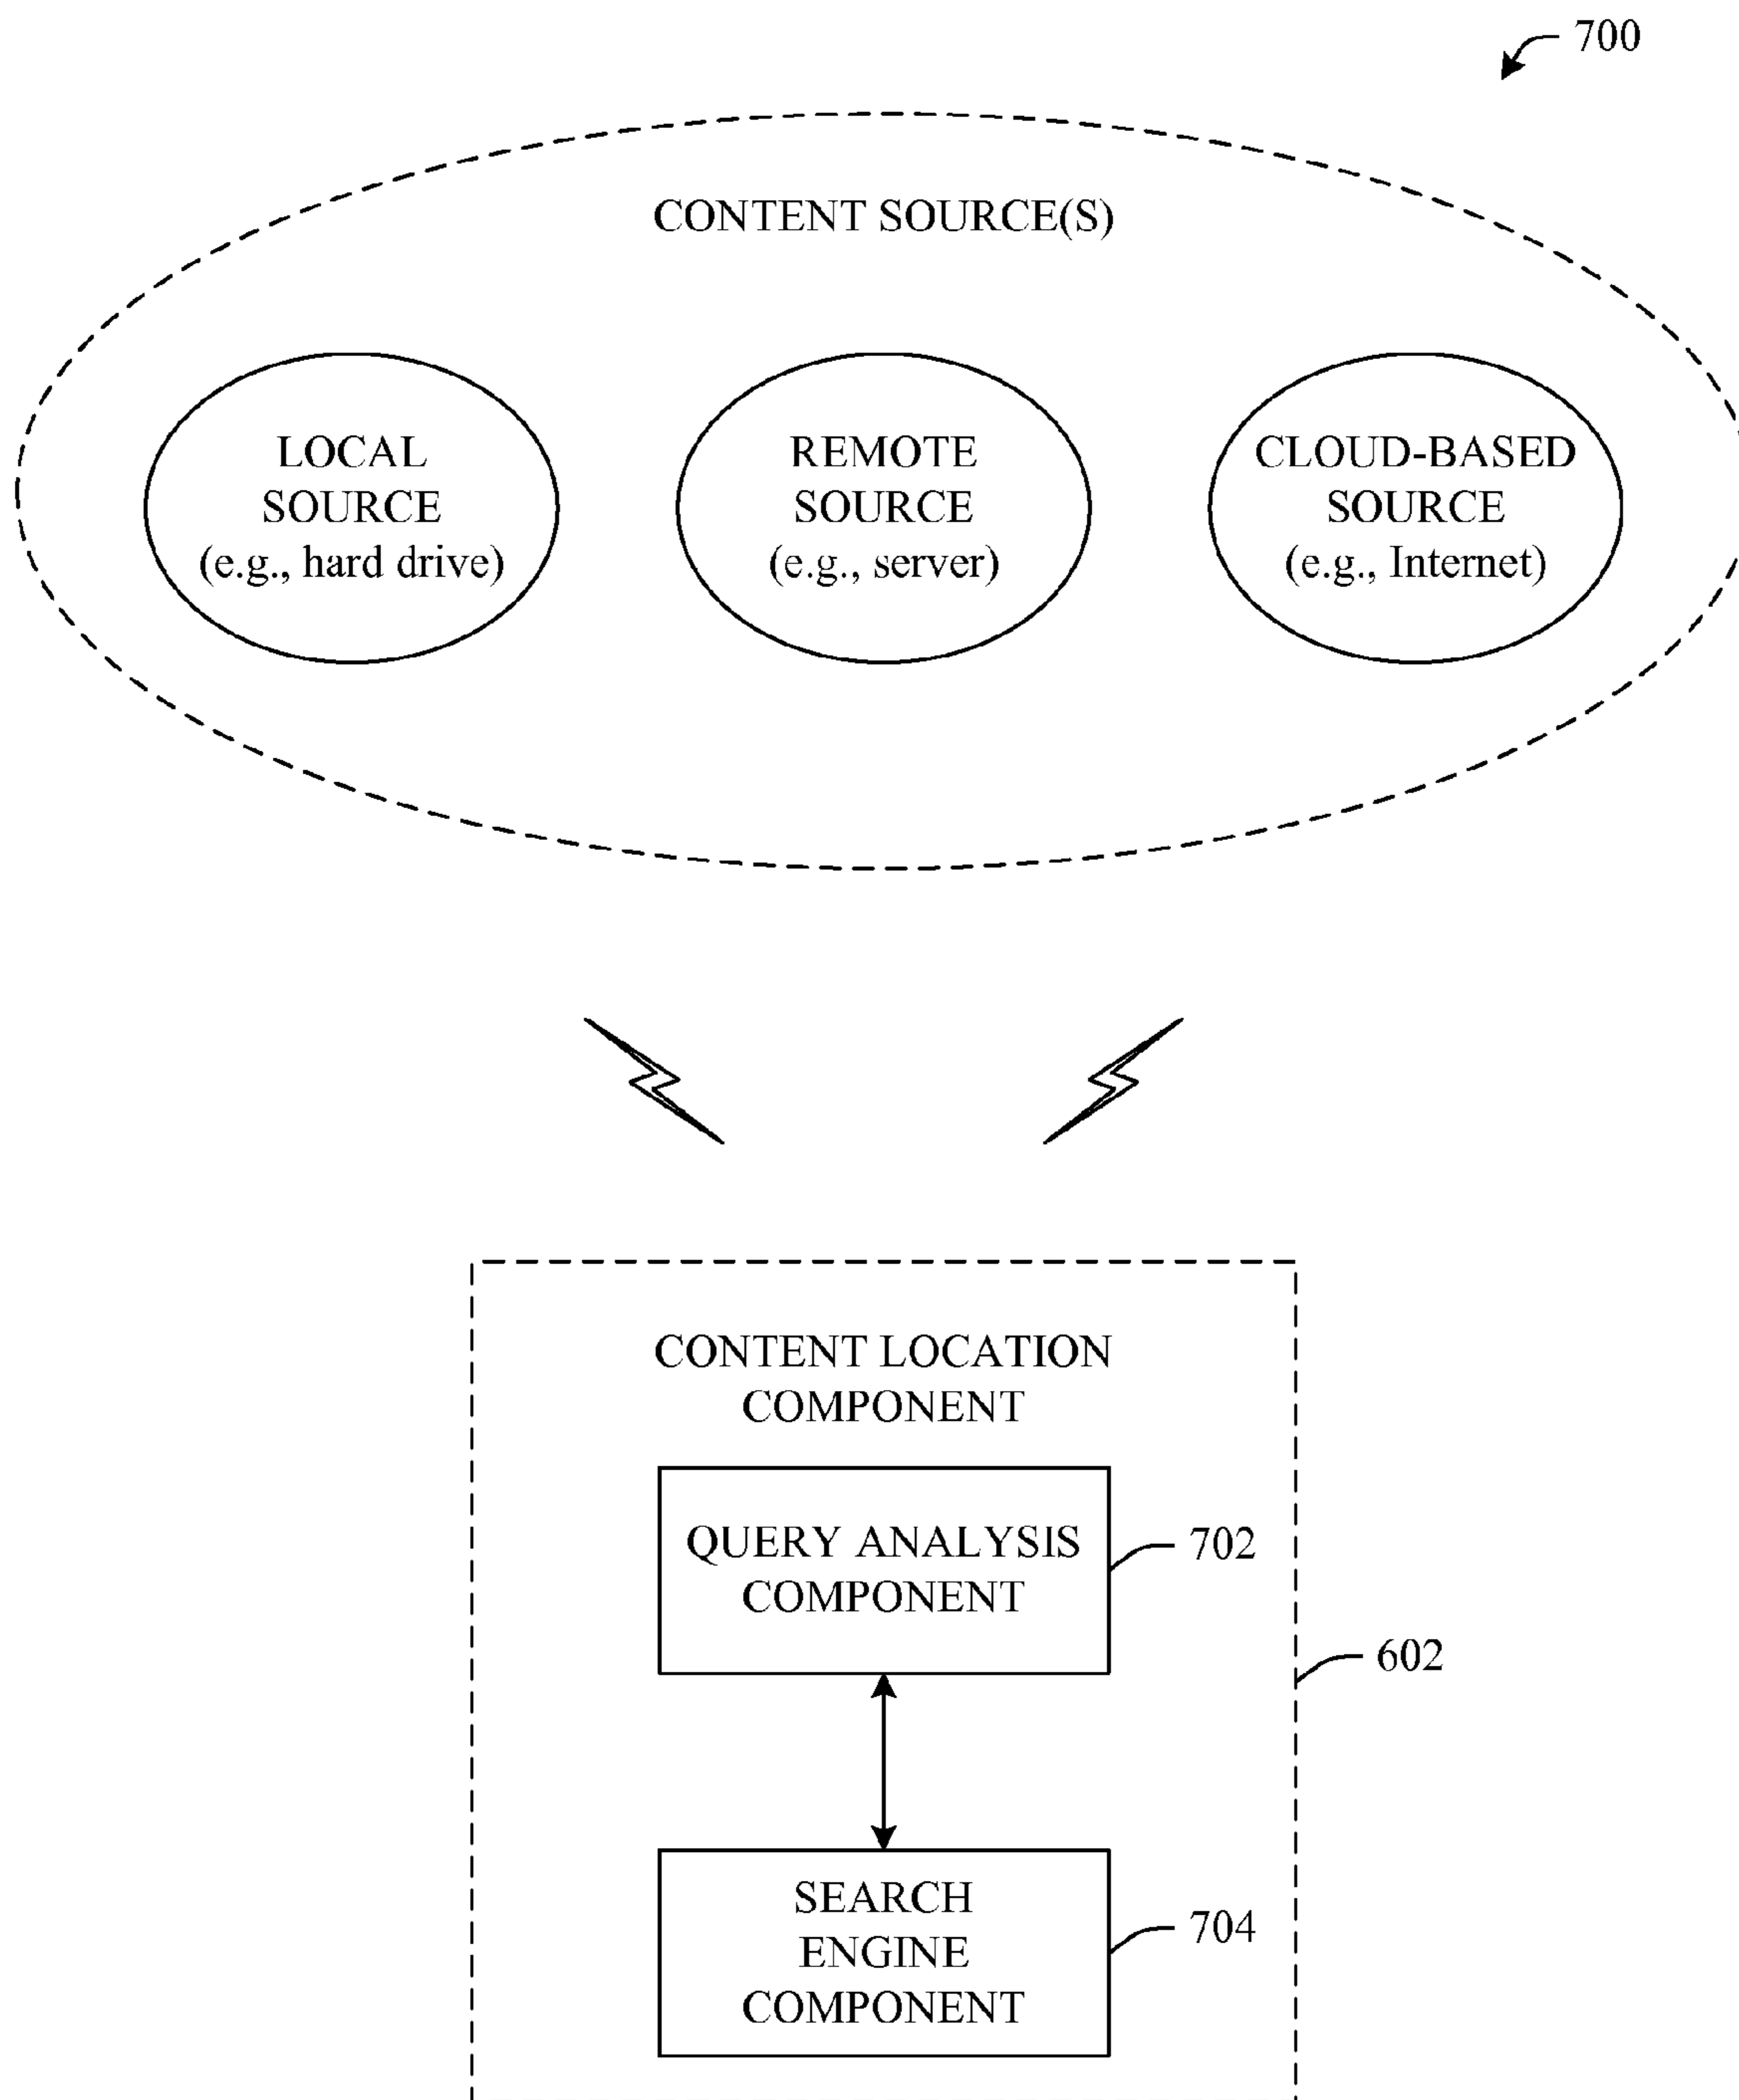 700
CONTENT SOURCE(S)
LOCAL
SOURCE
(e.g., hard drive)
REMOTE
SOURCE
(e.g., server)
CLOUD-BASED
SOURCE
(e.g., Internet)
CONTENT LOCATION
COMPONENT
QUERY ANALYSIS
COMPONENT
702
602
SEARCH
ENGINE
COMPONENT
704